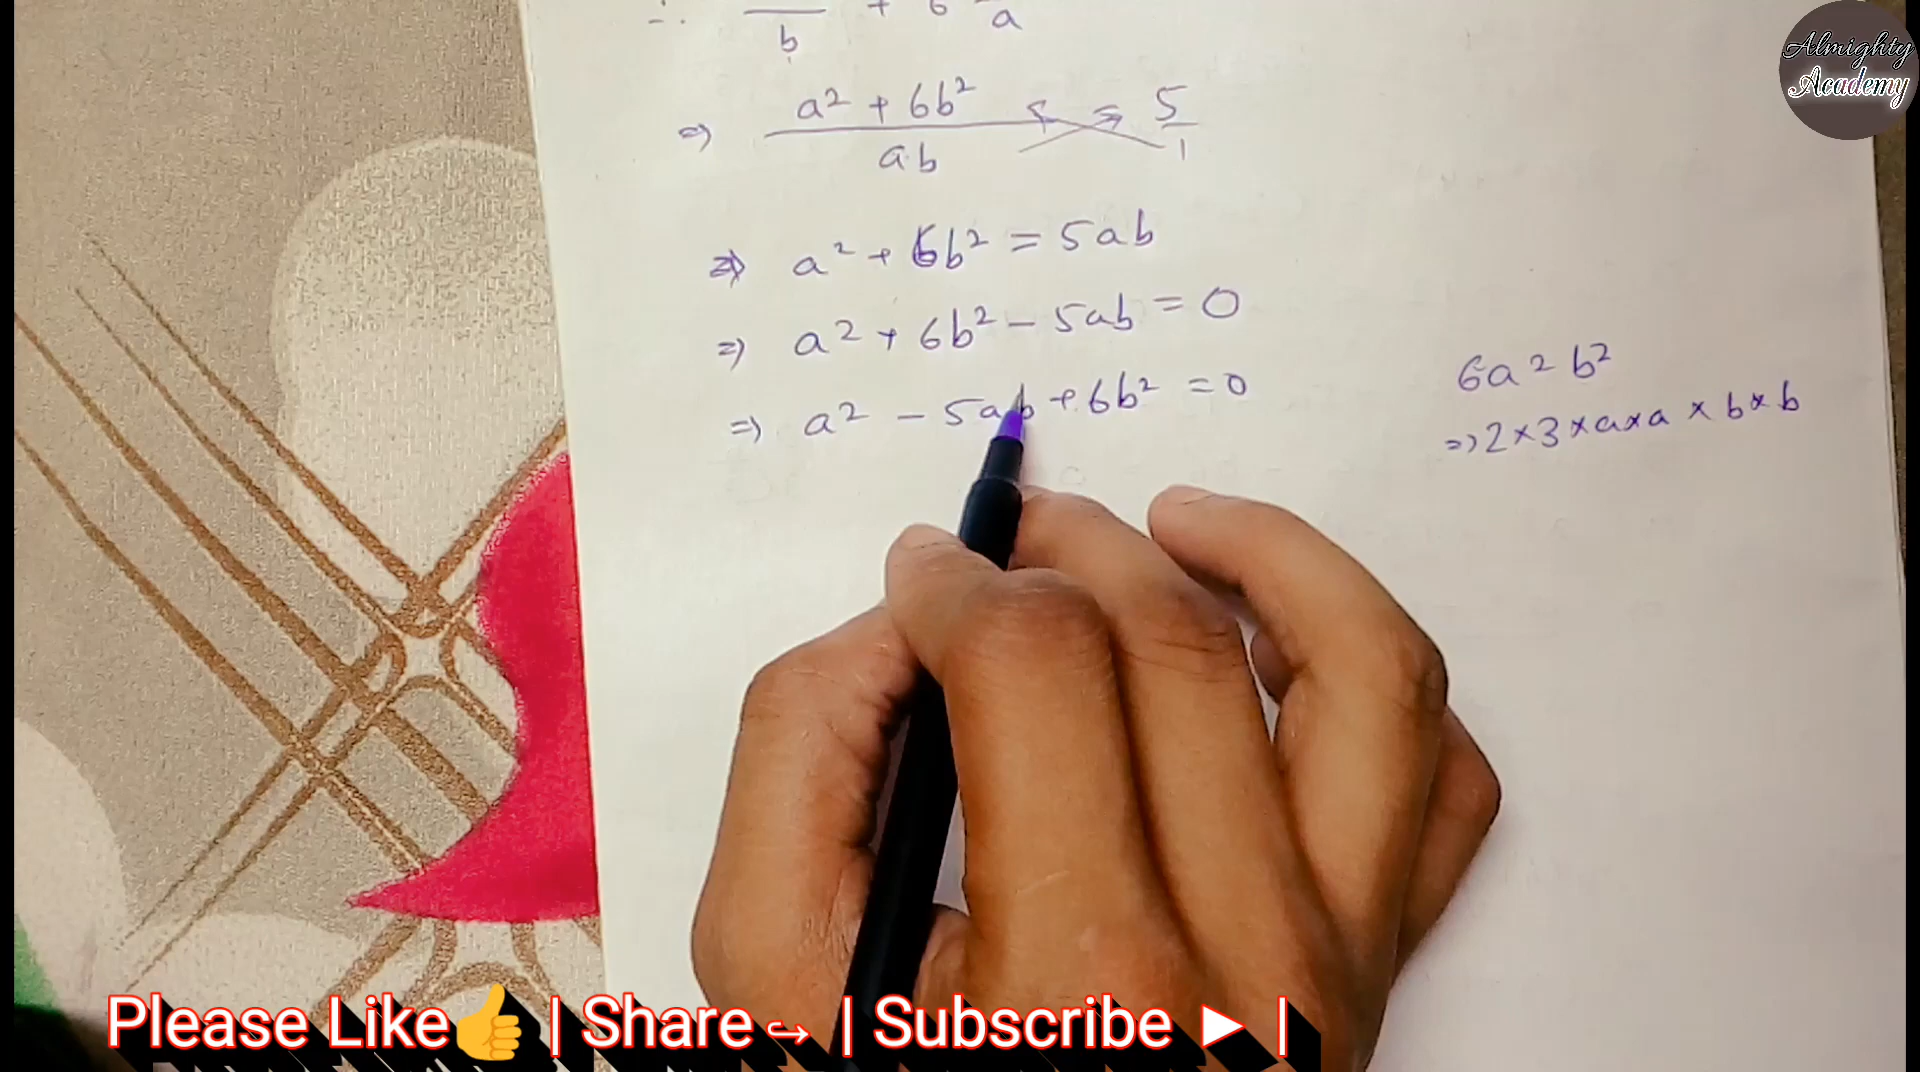 ∴ — + 6 —
b a
Almighty
Academy
⇒ a² + 6b² / ab = 5 / 1
⇒ a² + 6b² = 5ab
⇒ a² + 6b² - 5ab = 0
⇒ a² - 5ab + 6b² = 0
6a²b²
⇒ 2×3×a×a×b×b
Please Like👍 | Share↪ | Subscribe ► |